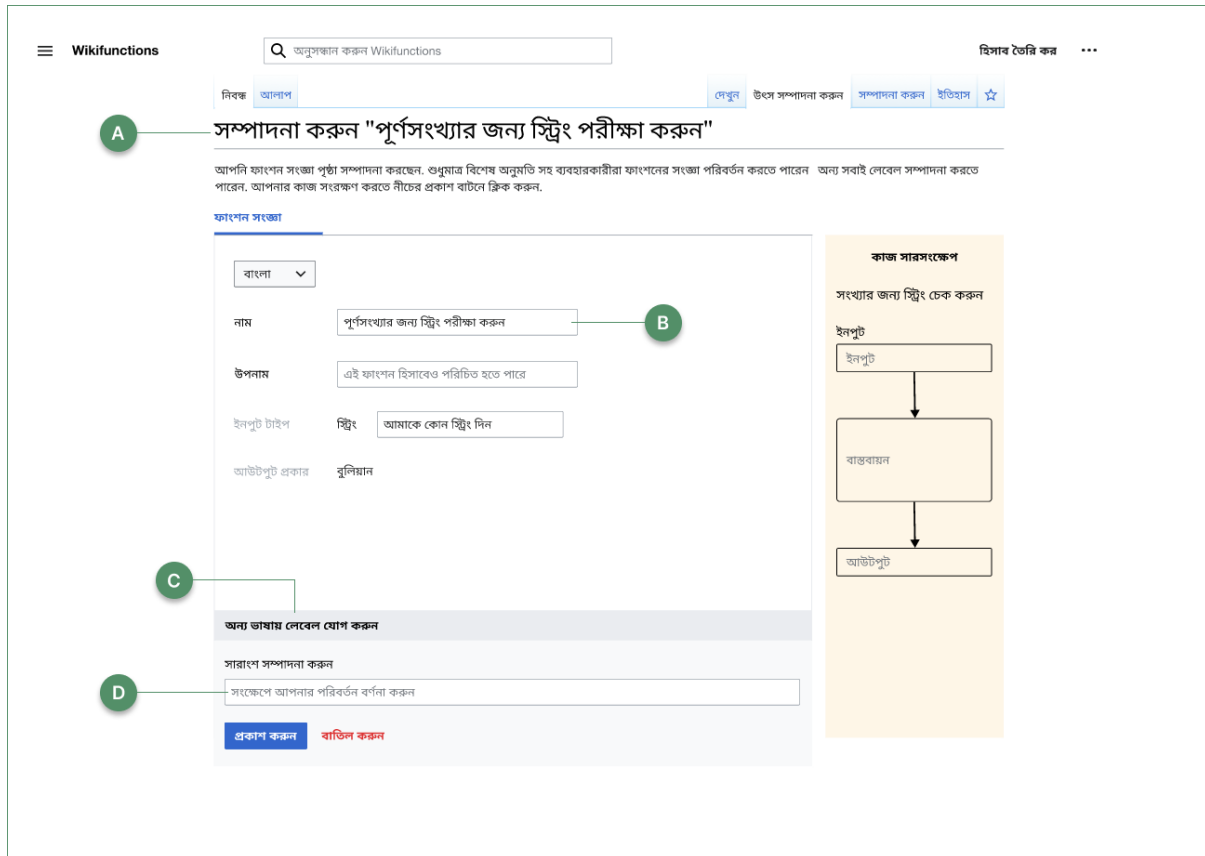 Wikifunctions
অনুসন্ধান করুন Wikifunctions
হিসাব তৈরি কর
নিবন্ধ আলাপ
দেখুন উৎস সম্পাদনা করুন সম্পাদনা করুন ইতিহাস
A
সম্পাদনা করুন "পূর্ণসংখ্যার জন্য স্ট্রিং পরীক্ষা করুন"
আপনি ফাংশন সংজ্ঞা পৃষ্ঠা সম্পাদনা করছেন. শুধুমাত্র বিশেষ অনুমতি সহ ব্যবহারকারীরা ফাংশনের সংজ্ঞা পরিবর্তন করতে পারেন অন্য সবাই লেবেল সম্পাদনা করতে
পারেন. আপনার কাজ সংরক্ষণ করতে নীচের প্রকাশ বাটনে ক্লিক করুন.
ফাংশন সংজ্ঞা
বাংলা
নাম পূর্ণসংখ্যার জন্য স্ট্রিং পরীক্ষা করুন
B
উপনাম এই ফাংশন হিসাবেও পরিচিত হতে পারে
ইনপুট টাইপ স্ট্রিং আমাকে কোন স্ট্রিং দিন
আউটপুট প্রকার বুলিয়ান
কাজ সারসংক্ষেপ
সংখ্যার জন্য স্ট্রিং চেক করুন
ইনপুট
ইনপুট
বাস্তবায়ন
আউটপুট
C
অন্য ভাষায় লেবেল যোগ করুন
সারাংশ সম্পাদনা করুন
D
সংক্ষেপে আপনার পরিবর্তন বর্ণনা করুন
প্রকাশ করুন বাতিল করুন